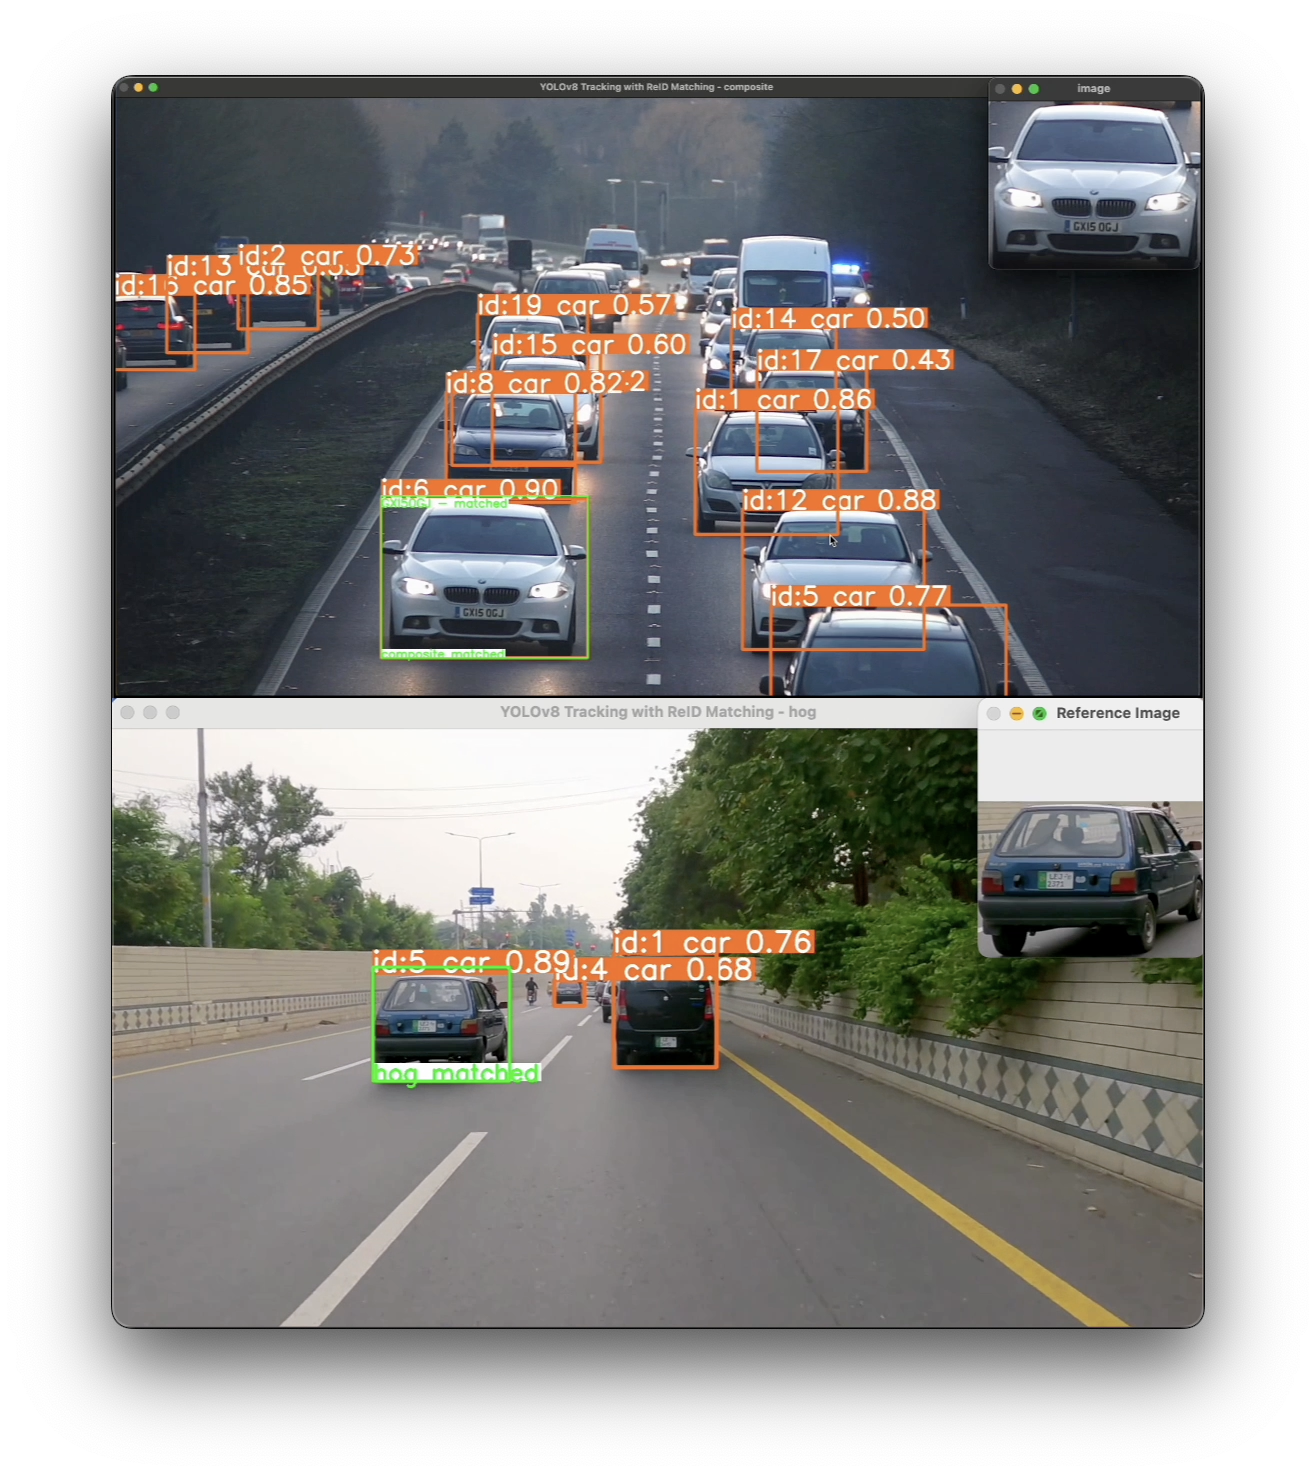 YOLOv8 Tracking with ReID Matching - composite
image
GX15 OGJ
id:2 car 0.73
id:13 car
id:16 car 0.85
id:19 car 0.57
id:14 car 0.50
id:15 car 0.60
id:17 car 0.43
id:8 car 0.82
id:1 car 0.86
id:6 car 0.90
GX15OGJ - matched
id:12 car 0.88
id:5 car 0.77
GX15 OGJ
composite matched
YOLOv8 Tracking with ReID Matching - hog
Reference Image
id:1 car 0.76
id:5 car 0.89
id:4 car 0.68
hog matched